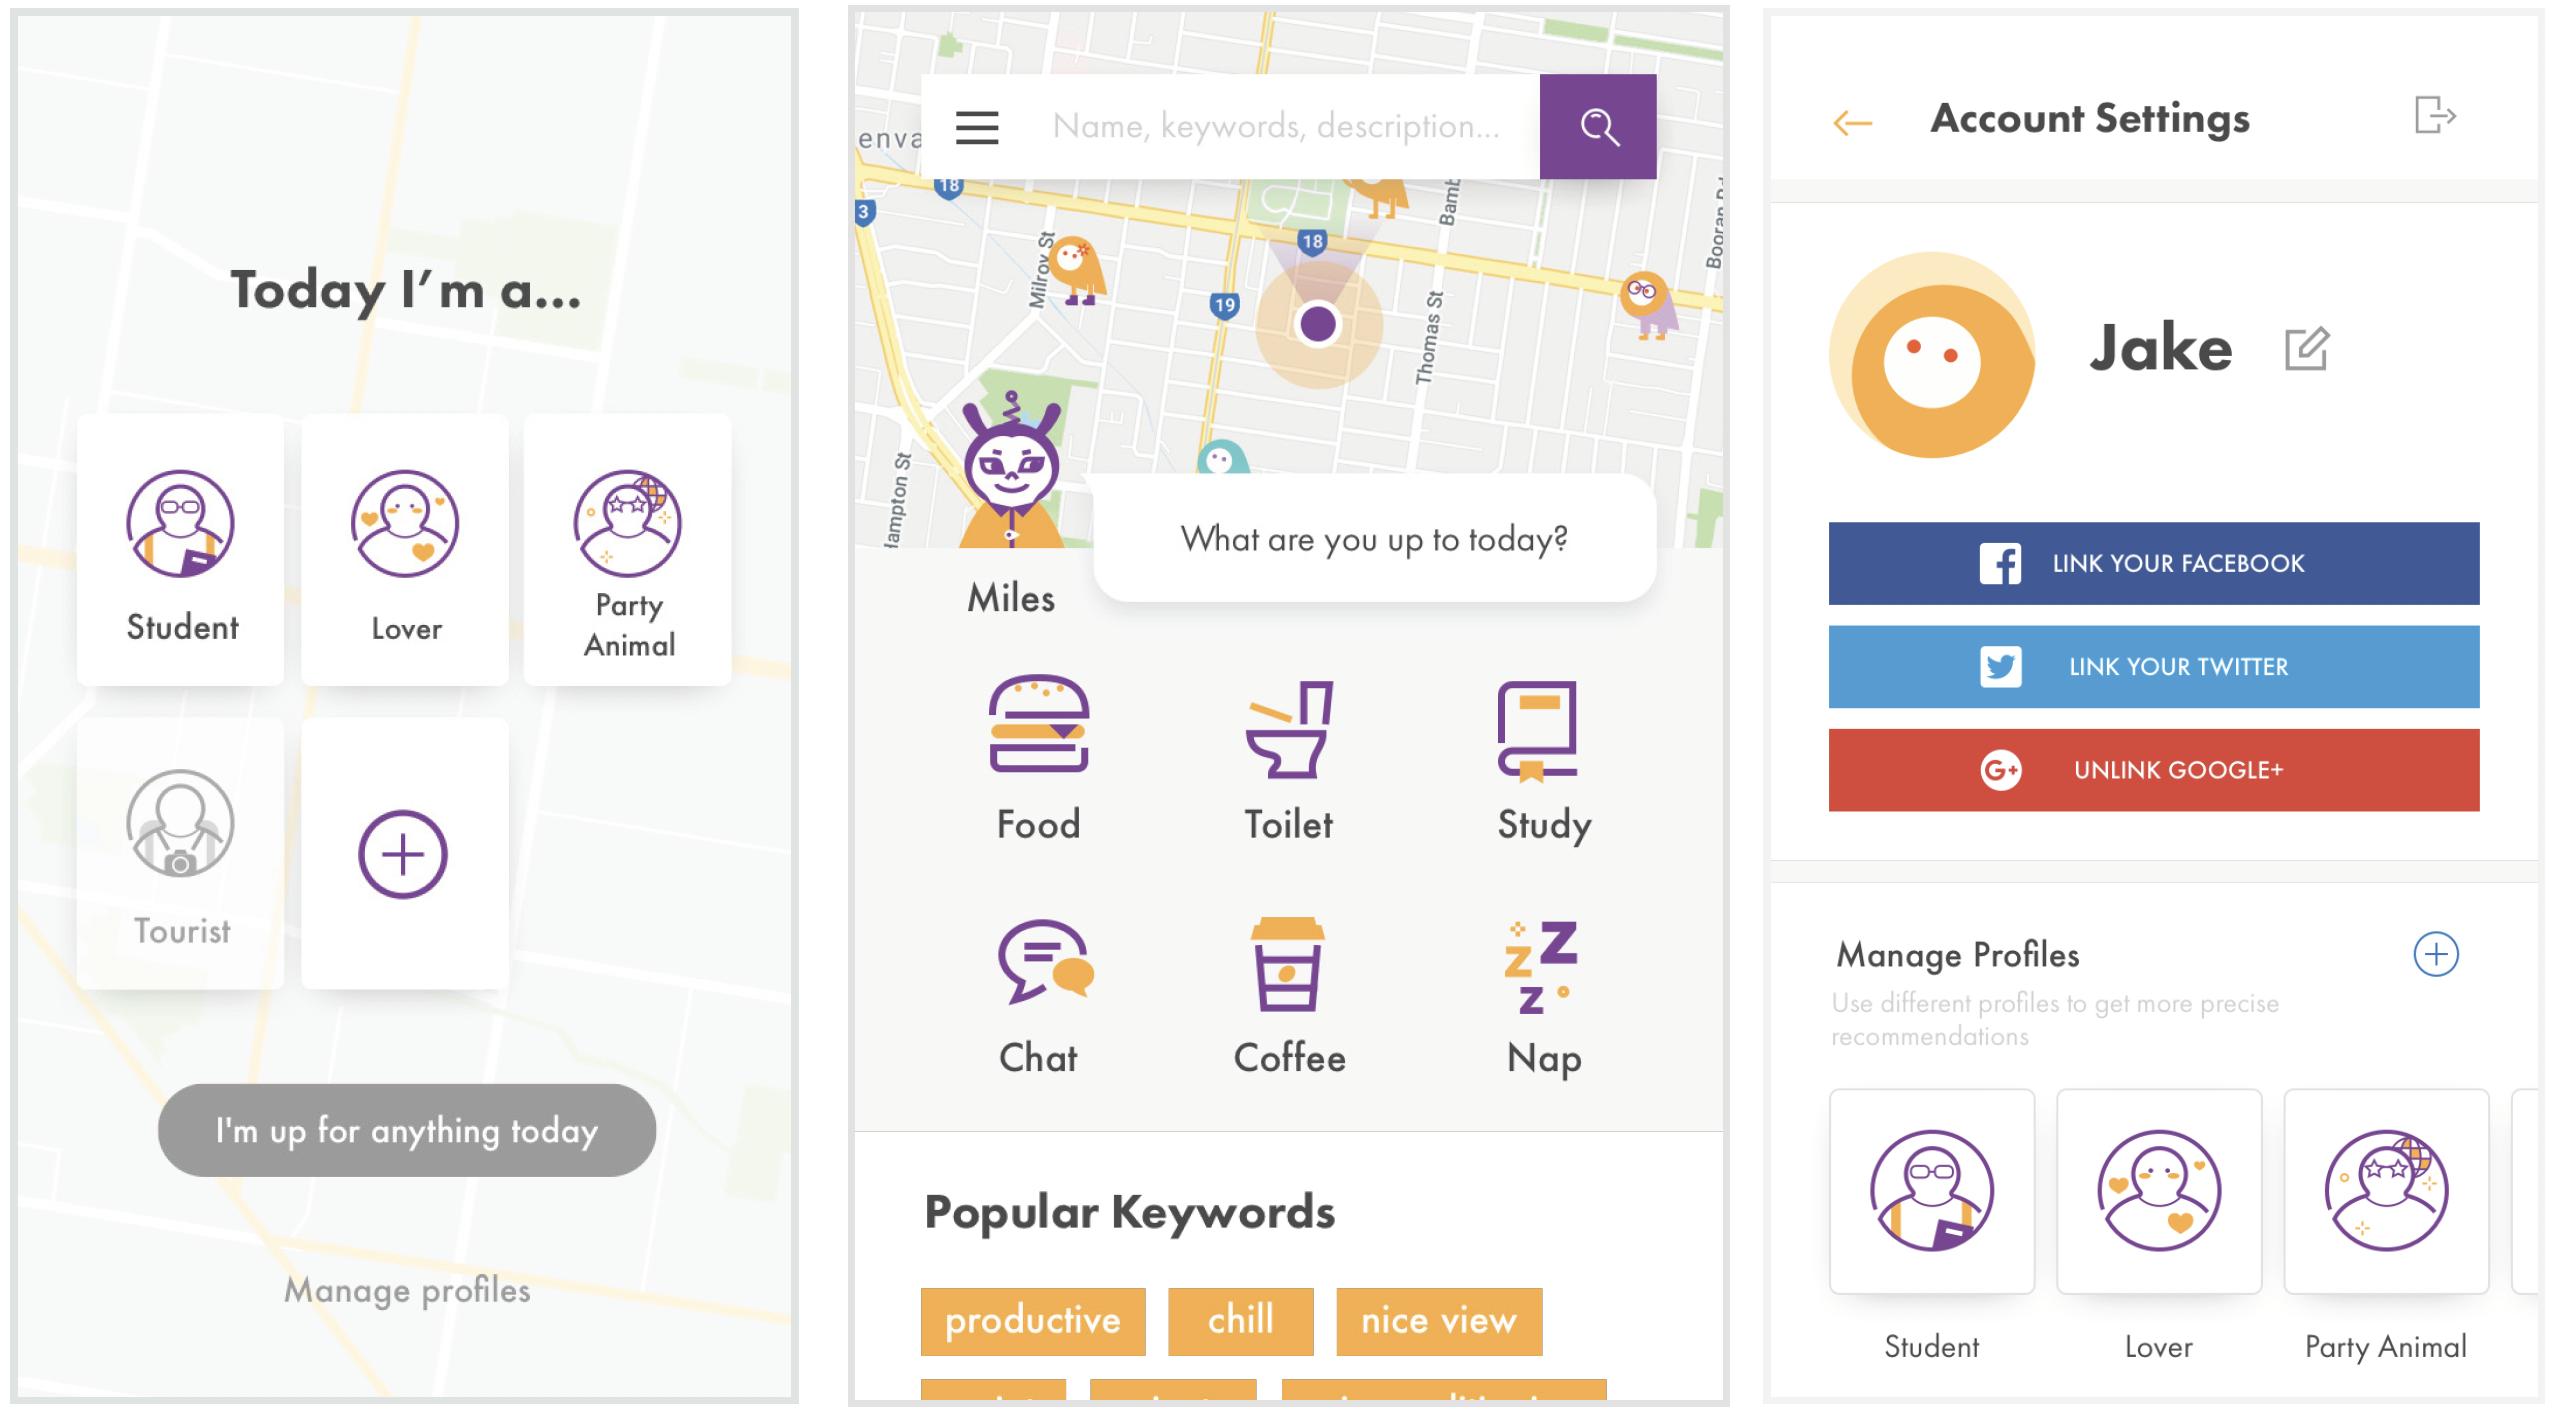 Today I'm a...
Student
Lover
Party
Animal
Tourist
I'm up for anything today
Manage profiles
Name, keywords, description...
enva
18
3
18
19
Milroy St
Thomas St
Bamb
Booran
Hampton St
What are you up to today?
Miles
Food
Toilet
Study
Chat
Coffee
Nap
Popular Keywords
productive
chill
nice view
Account Settings
Jake
LINK YOUR FACEBOOK
LINK YOUR TWITTER
G+
UNLINK GOOGLE+
Manage Profiles
Use different profiles to get more precise
recommendations
Student
Lover
Party Animal